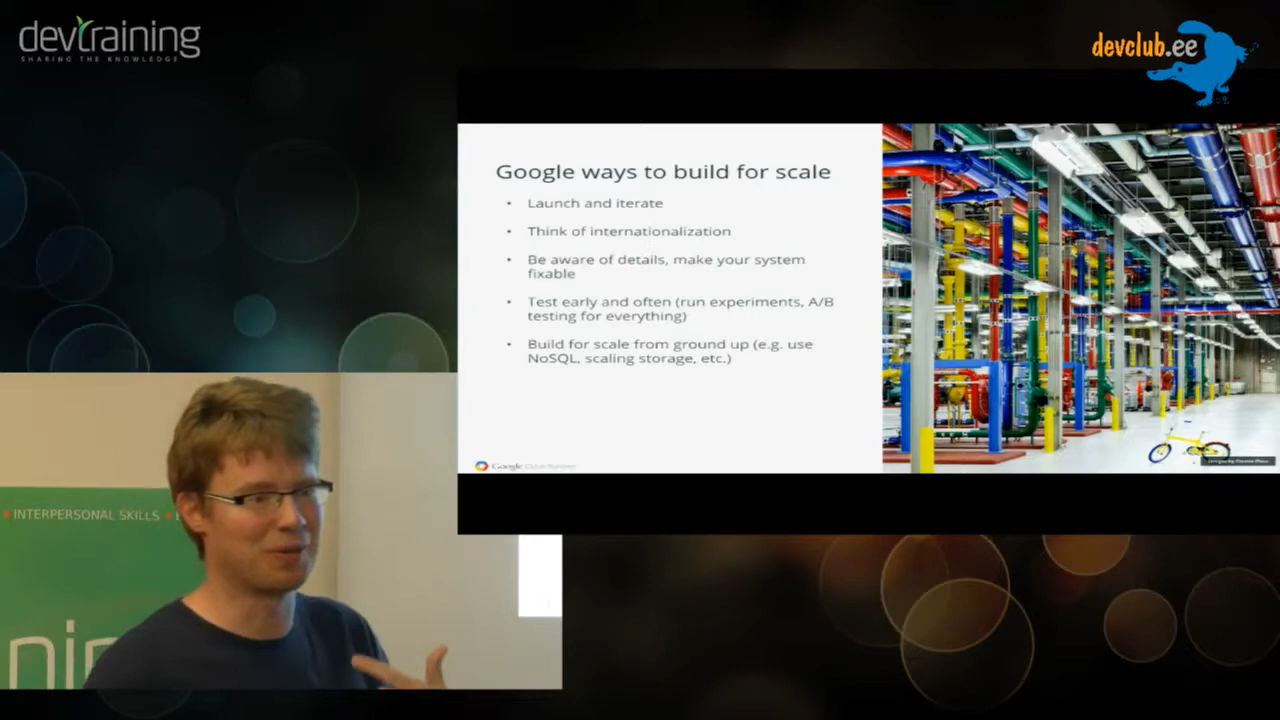 devtraining
SHARING THE KNOWLEDGE
devclub.ee
Google ways to build for scale
• Launch and iterate
• Think of internationalization
• Be aware of details, make your system
fixable
• Test early and often (run experiments, A/B
testing for everything)
• Build for scale from ground up (e.g. use
NoSQL, scaling storage, etc.)
Google
INTERPERSONAL SKILLS